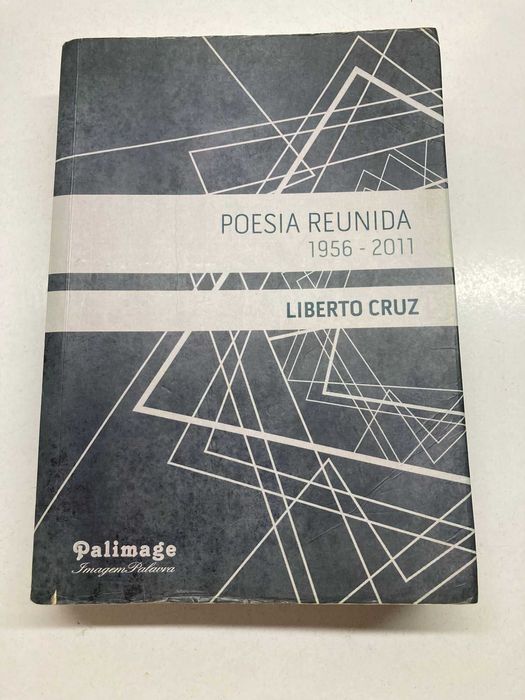 POESIA REUNIDA
1956 - 2011
LIBERTO CRUZ
Palimage
Imagem Palavra